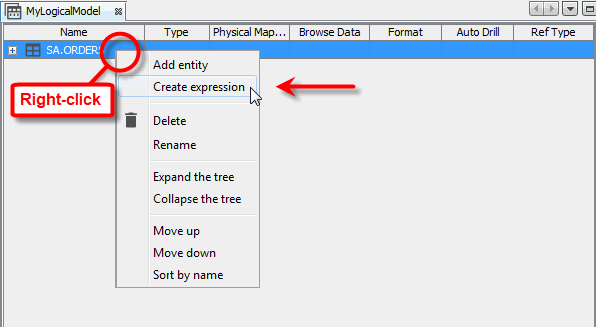 MyLogicalModel
Name Type Physical Map... Browse Data Format Auto Drill Ref Type
SA.ORDER
Right-click
Add entity
Create expression
Delete
Rename
Expand the tree
Collapse the tree
Move up
Move down
Sort by name